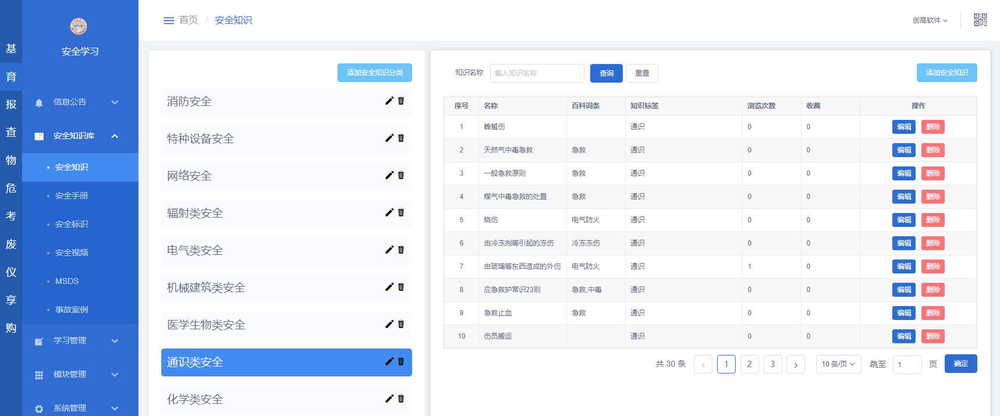 基
育
报
查
物
危
考
废
仪
享
购
安全学习
信息公告
安全知识库
安全知识
安全手册
安全标识
安全视频
MSDS
事故案例
学习管理
模块管理
系统管理
首页 / 安全知识
创高软件
添加安全知识分类
消防安全
特种设备安全
网络安全
辐射类安全
电气类安全
机械建筑类安全
医学生物类安全
通识类安全
化学类安全
知识名称 输入知识名称 查询 重置 添加安全知识
序号 名称 百科词条 知识标签 浏览次数 收藏 操作
1 蜂蜇伤 通识 0 0 编辑 删除
2 天然气中毒急救 急救 通识 0 0 编辑 删除
3 一般急救原则 急救 通识 0 0 编辑 删除
4 煤气中毒急救的处置 急救 通识 0 0 编辑 删除
5 烧伤 电气防火 通识 0 0 编辑 删除
6 由冷冻剂等引起的冻伤 冷冻冻伤 通识 0 0 编辑 删除
7 由玻璃等东西造成的外伤 电气防火 通识 1 0 编辑 删除
8 应急救护常识23则 急救,中毒 通识 0 0 编辑 删除
9 急救止血 急救 通识 0 0 编辑 删除
10 伤员搬运 通识 0 0 编辑 删除
共 30 条 < 1 2 3 > 10 条/页 跳至 1 页 确定